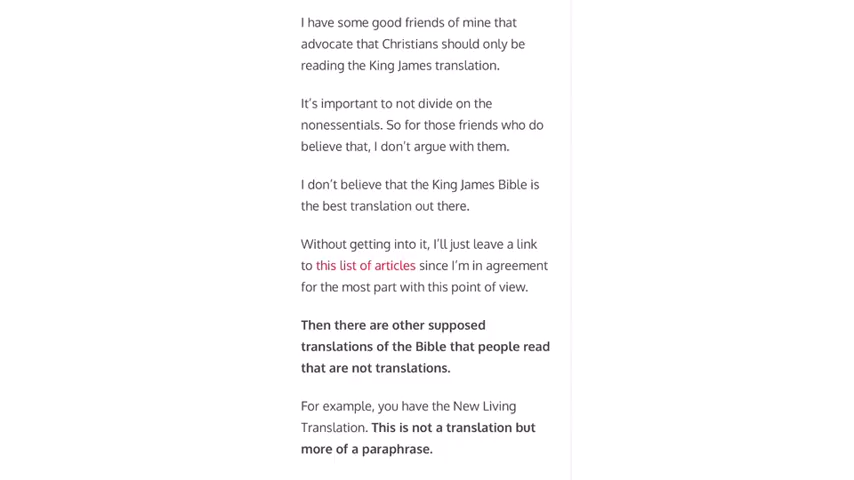 I have some good friends of mine that
advocate that Christians should only be
reading the King James translation.
It's important to not divide on the
nonessentials. So for those friends who do
believe that, I don't argue with them.
I don't believe that the King James Bible is
the best translation out there.
Without getting into it, I'll just leave a link
to this list of articles since I'm in agreement
for the most part with this point of view.
Then there are other supposed
translations of the Bible that people read
that are not translations.
For example, you have the New Living
Translation. This is not a translation but
more of a paraphrase.